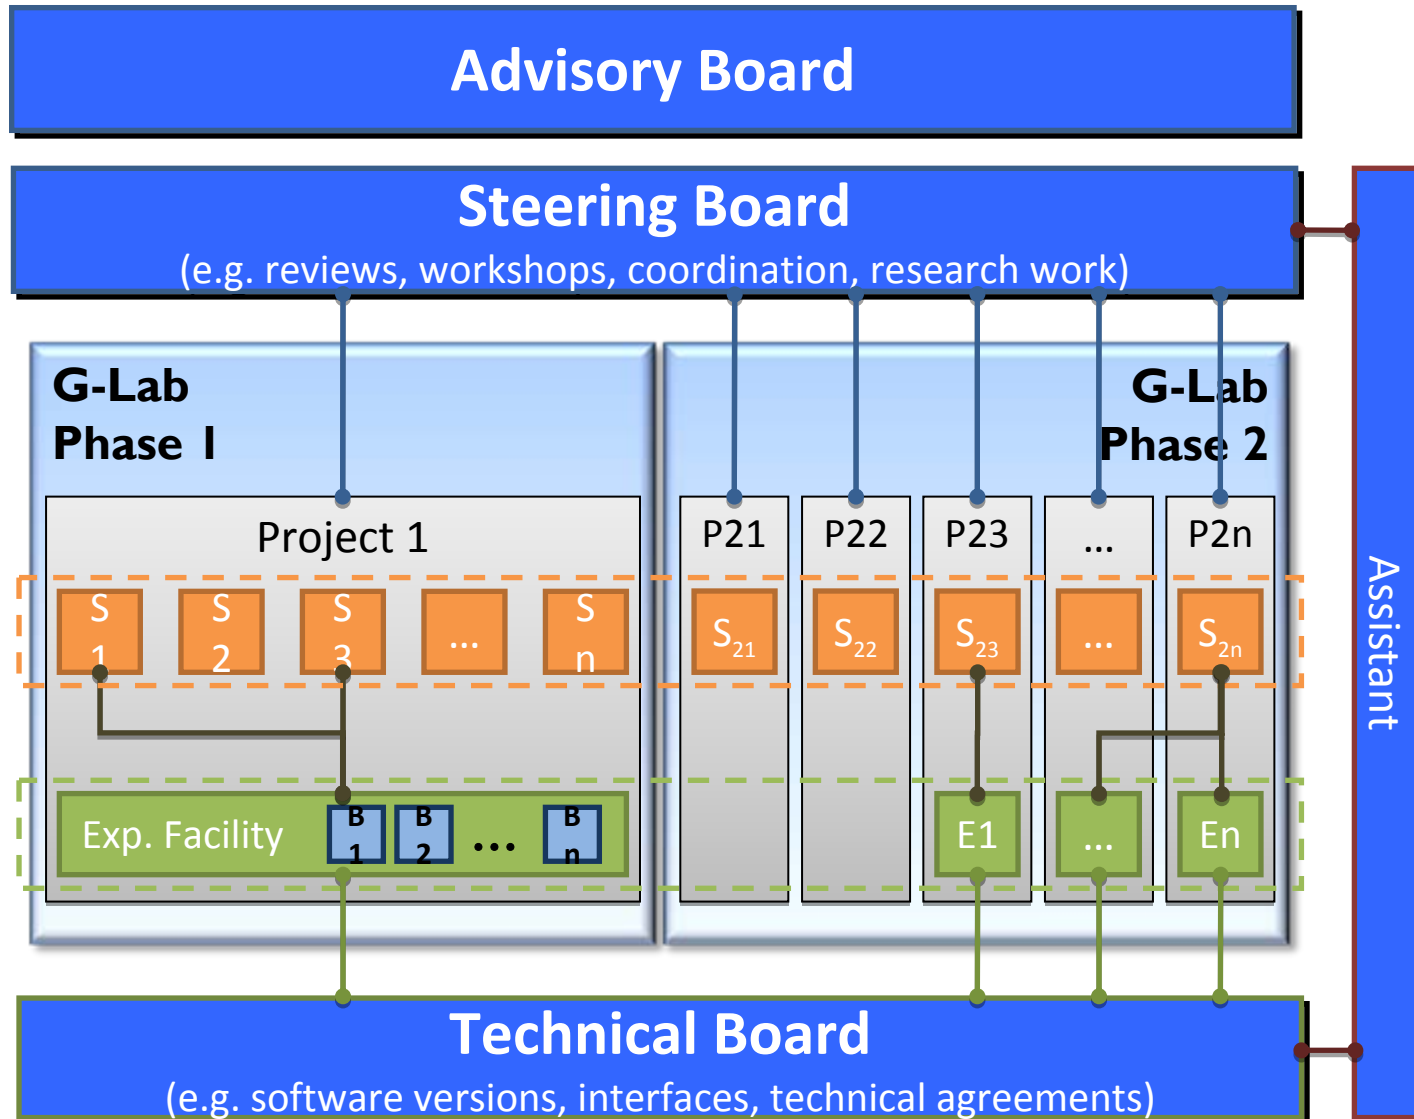 Advisory Board
Steering Board
(e.g. reviews, workshops, coordination, research work)
G-Lab
Phase 1
G-Lab
Phase 2
Project 1
P21
P22
P23
...
P2n
S
1
S
2
S
3
...
S
n
S₂₁
S₂₂
S₂₃
...
S₂ₙ
Exp. Facility
B
1
B
2
...
B
n
E1
...
En
Technical Board
(e.g. software versions, interfaces, technical agreements)
Assistant